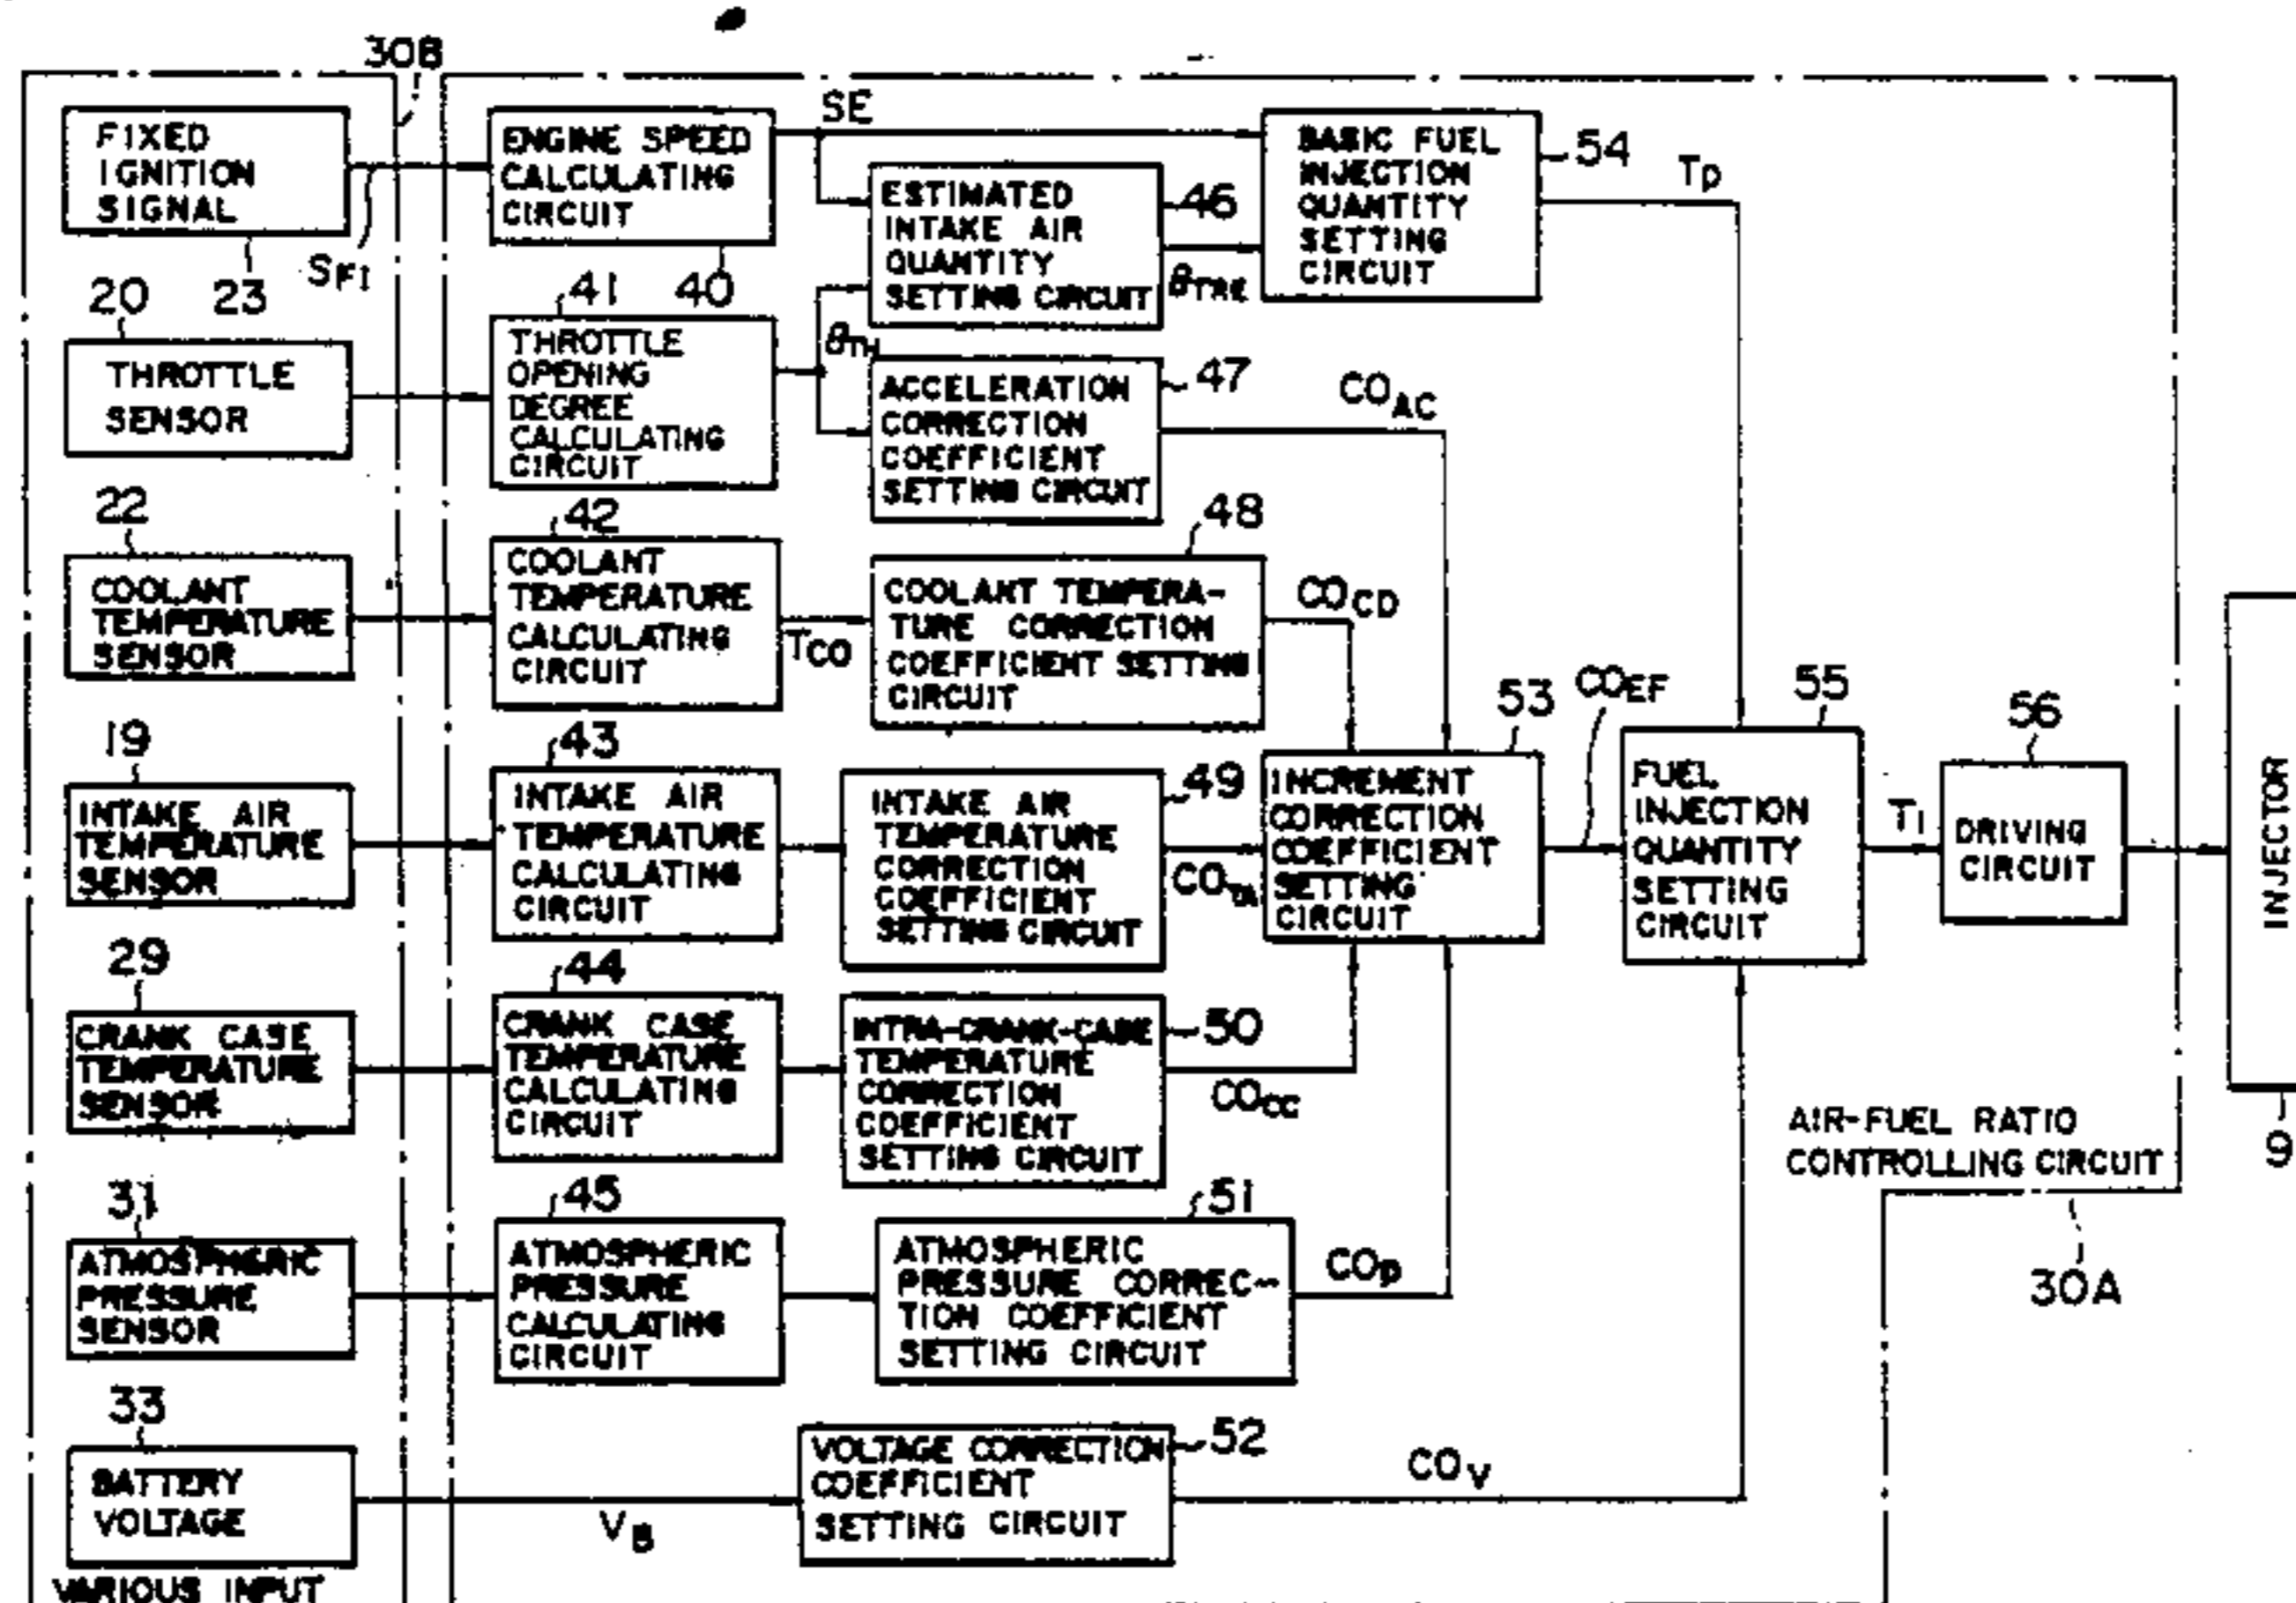 30B
FIXED
IGNITION
SIGNAL
23
SFI
ENGINE SPEED
CALCULATING
CIRCUIT
40
SE
ESTIMATED
INTAKE AIR
QUANTITY
SETTING CIRCUIT
46
θTRE
BASIC FUEL
INJECTION
QUANTITY
SETTING
CIRCUIT
54
Tp
20
THROTTLE
SENSOR
41
THROTTLE
OPENING
DEGREE
CALCULATING
CIRCUIT
θTH
ACCELERATION
CORRECTION
COEFFICIENT
SETTING CIRCUIT
47
COAC
22
COOLANT
TEMPERATURE
SENSOR
42
COOLANT
TEMPERATURE
CALCULATING
CIRCUIT
TCO
48
COOLANT TEMPERA-
TURE CORRECTION
COEFFICIENT SETTING
CIRCUIT
COCD
19
INTAKE AIR
TEMPERATURE
SENSOR
43
INTAKE AIR
TEMPERATURE
CALCULATING
CIRCUIT
49
INTAKE AIR
TEMPERATURE
CORRECTION
COEFFICIENT
SETTING CIRCUIT
COTA
53
INCREMENT
CORRECTION
COEFFICIENT
SETTING
CIRCUIT
COEF
55
FUEL
INJECTION
QUANTITY
SETTING
CIRCUIT
TI
56
DRIVING
CIRCUIT
INJECTOR
9
29
CRANK CASE
TEMPERATURE
SENSOR
44
CRANK CASE
TEMPERATURE
CALCULATING
CIRCUIT
50
INTRA-CRANK-CASE
TEMPERATURE
CORRECTION
COEFFICIENT
SETTING CIRCUIT
COCC
AIR-FUEL RATIO
CONTROLLING CIRCUIT
30A
31
ATMOSPHERIC
PRESSURE
SENSOR
45
ATMOSPHERIC
PRESSURE
CALCULATING
CIRCUIT
51
ATMOSPHERIC
PRESSURE CORREC-
TION COEFFICIENT
SETTING CIRCUIT
COP
33
BATTERY
VOLTAGE
VB
52
VOLTAGE CORRECTION
COEFFICIENT
SETTING CIRCUIT
COV
VARIOUS INPUT